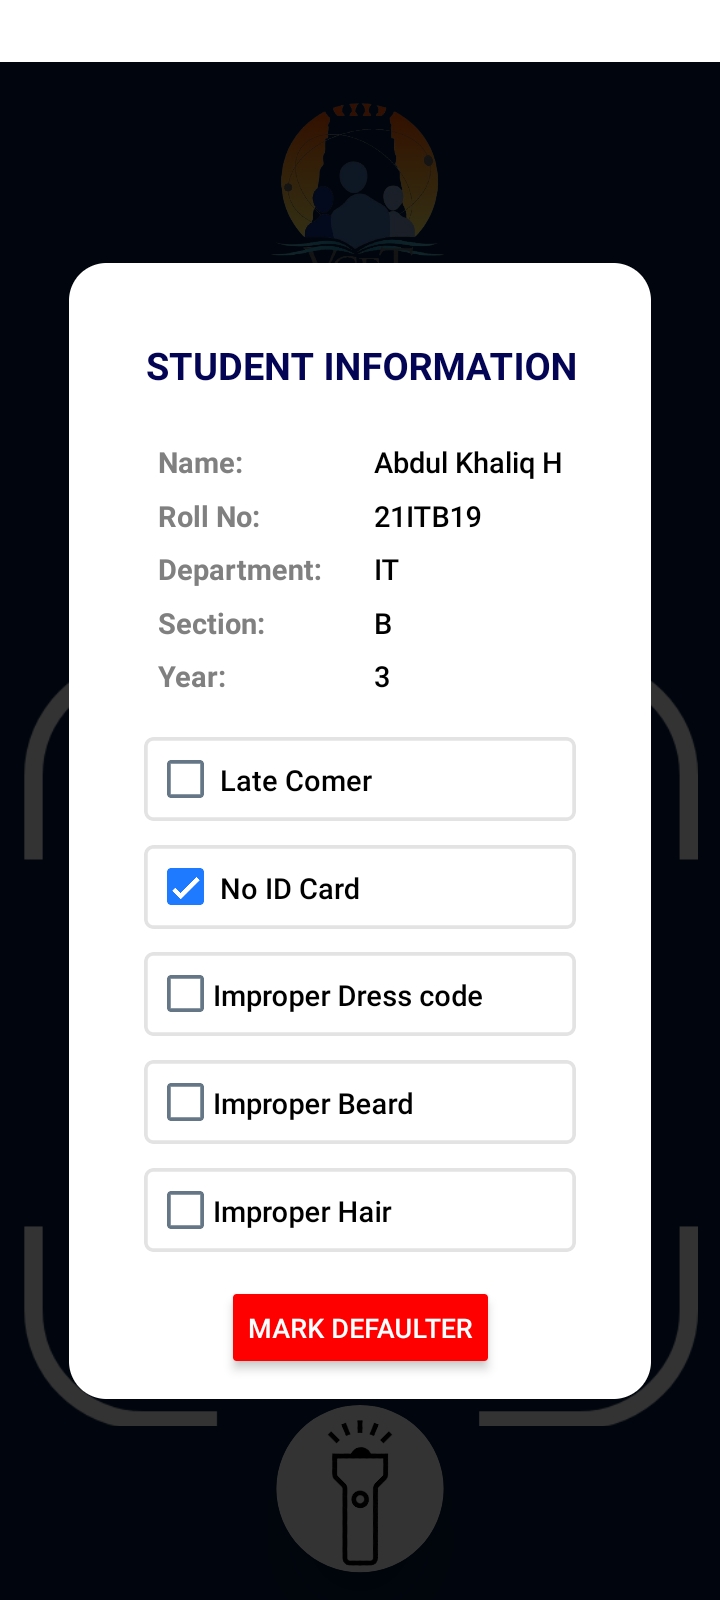 STUDENT INFORMATION
Name: Abdul Khaliq H
Roll No: 21ITB19
Department: IT
Section: B
Year: 3
Late Comer
No ID Card
Improper Dress code
Improper Beard
Improper Hair
MARK DEFAULTER